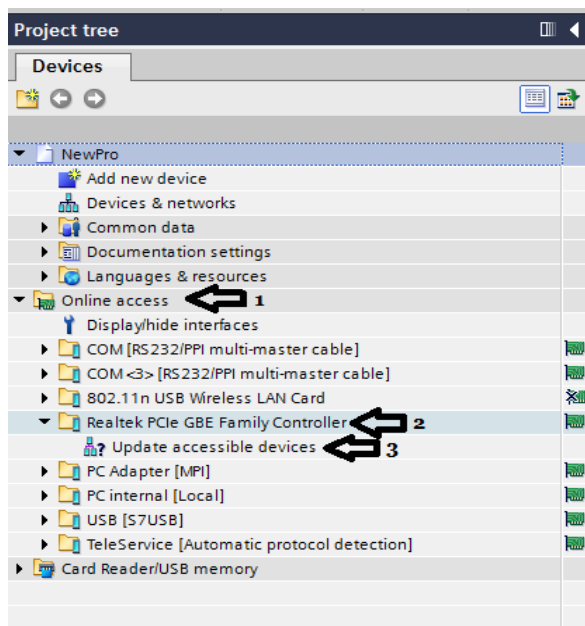 Project tree
Devices
NewPro
Add new device
Devices & networks
Common data
Documentation settings
Languages & resources
Online access 1
Display/hide interfaces
COM [RS232/PPI multi-master cable]
COM <3> [RS232/PPI multi-master cable]
802.11n USB Wireless LAN Card
Realtek PCIe GBE Family Controller 2
Update accessible devices 3
PC Adapter [MPI]
PC internal [Local]
USB [S7USB]
TeleService [Automatic protocol detection]
Card Reader/USB memory